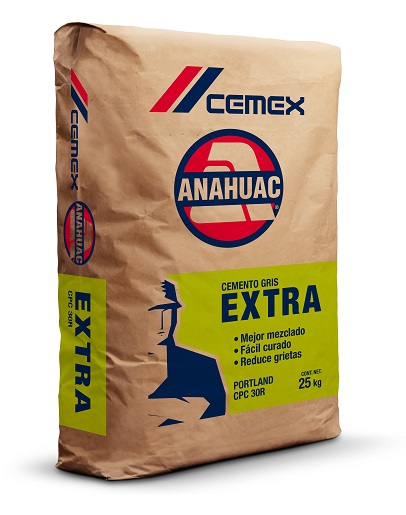 CEMEX
ANAHUAC
®
CEMENTO GRIS
EXTRA
• Mejor mezclado
• Fácil curado
• Reduce grietas
PORTLAND
CPC 30R
CONT. NET.
25 kg
CEMEX
ANAHUAC
EXTRA
CPC 30R